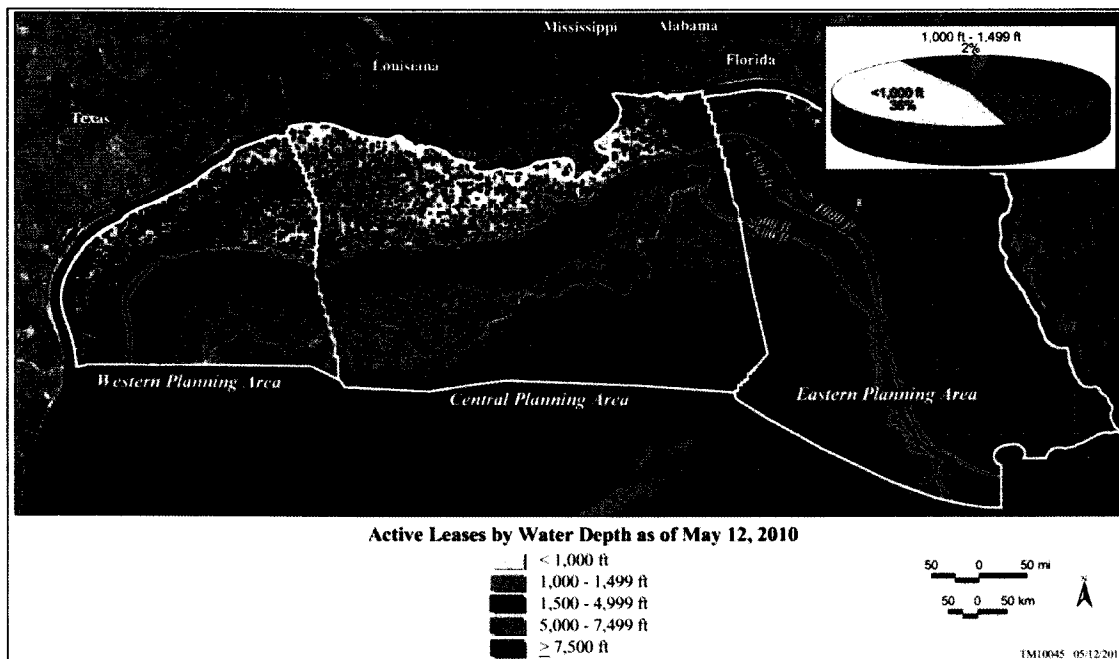 Mississippi Alabama
Louisiana
Florida
Texas
1,000 ft - 1,499 ft
2%
<1,000 ft
Western Planning Area
Central Planning Area
Eastern Planning Area
Active Leases by Water Depth as of May 12, 2010
< 1,000 ft
1,000 - 1,499 ft
1,500 - 4,999 ft
5,000 - 7,499 ft
≥ 7,500 ft
50 0 50 mi
50 0 50 km
N
TM10045 05/12/201